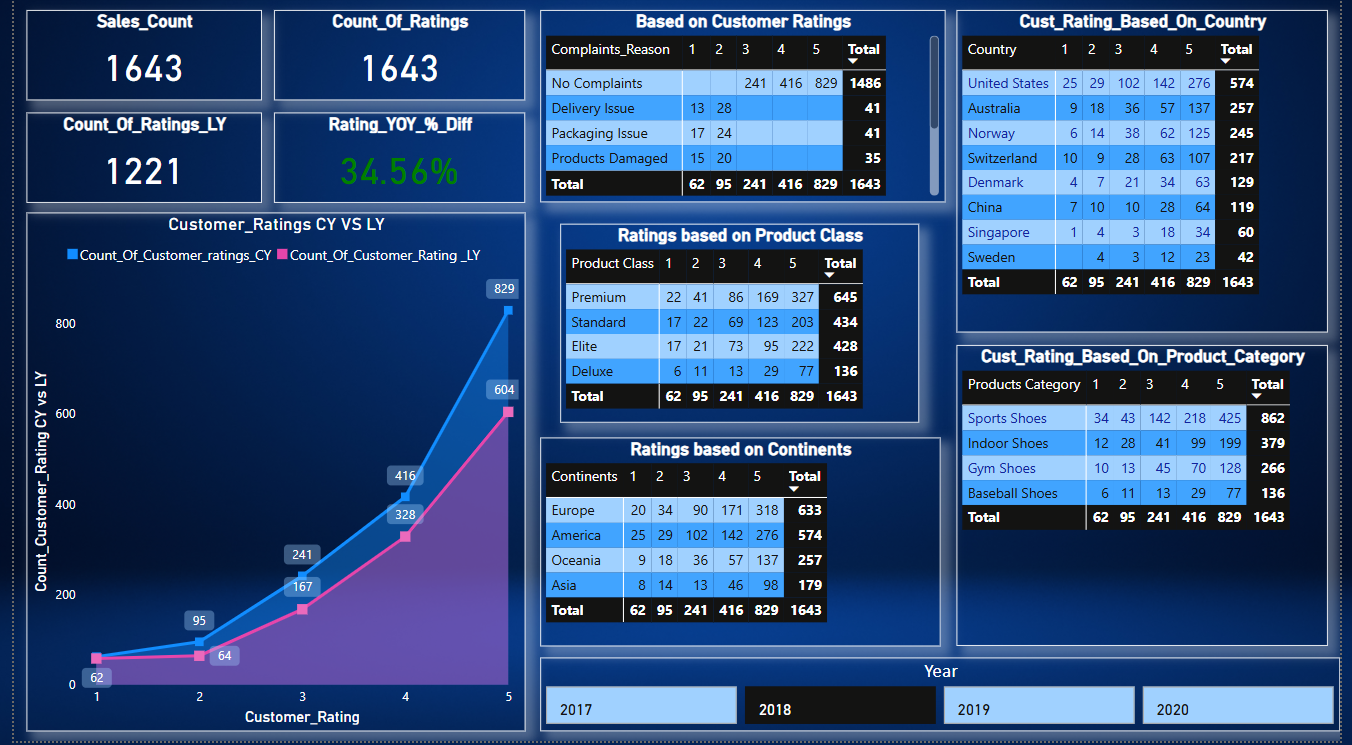 Sales_Count
1643
Count_Of_Ratings
1643
Count_Of_Ratings_LY
1221
Rating_YOY_%_Diff
34.56%
Customer_Ratings CY VS LY
Count_Of_Customer_ratings_CY Count_Of_Customer_Rating _LY
Count_Customer_Rating CY vs LY
800
600
400
200
0
829
604
416
328
241
167
95
64
62
1 2 3 4 5
Customer_Rating
Based on Customer Ratings
Complaints_Reason 1 2 3 4 5 Total
No Complaints 241 416 829 1486
Delivery Issue 13 28 41
Packaging Issue 17 24 41
Products Damaged 15 20 35
Total 62 95 241 416 829 1643
Ratings based on Product Class
Product Class 1 2 3 4 5 Total
Premium 22 41 86 169 327 645
Standard 17 22 69 123 203 434
Elite 17 21 73 95 222 428
Deluxe 6 11 13 29 77 136
Total 62 95 241 416 829 1643
Ratings based on Continents
Continents 1 2 3 4 5 Total
Europe 20 34 90 171 318 633
America 25 29 102 142 276 574
Oceania 9 18 36 57 137 257
Asia 8 14 13 46 98 179
Total 62 95 241 416 829 1643
Cust_Rating_Based_On_Country
Country 1 2 3 4 5 Total
United States 25 29 102 142 276 574
Australia 9 18 36 57 137 257
Norway 6 14 38 62 125 245
Switzerland 10 9 28 63 107 217
Denmark 4 7 21 34 63 129
China 7 10 10 28 64 119
Singapore 1 4 3 18 34 60
Sweden 4 3 12 23 42
Total 62 95 241 416 829 1643
Cust_Rating_Based_On_Product_Category
Products Category 1 2 3 4 5 Total
Sports Shoes 34 43 142 218 425 862
Indoor Shoes 12 28 41 99 199 379
Gym Shoes 10 13 45 70 128 266
Baseball Shoes 6 11 13 29 77 136
Total 62 95 241 416 829 1643
Year
2017 2018 2019 2020